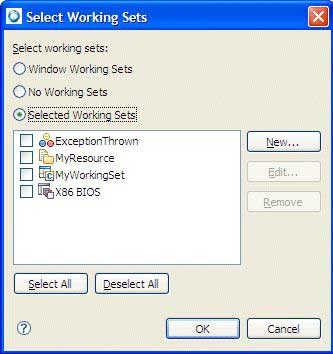 Select Working Sets
Select working sets:
Window Working Sets
No Working Sets
Selected Working Sets
ExceptionThrown
MyResource
MyWorkingSet
X86 BIOS
New...
Edit...
Remove
Select All
Deselect All
?
OK
Cancel